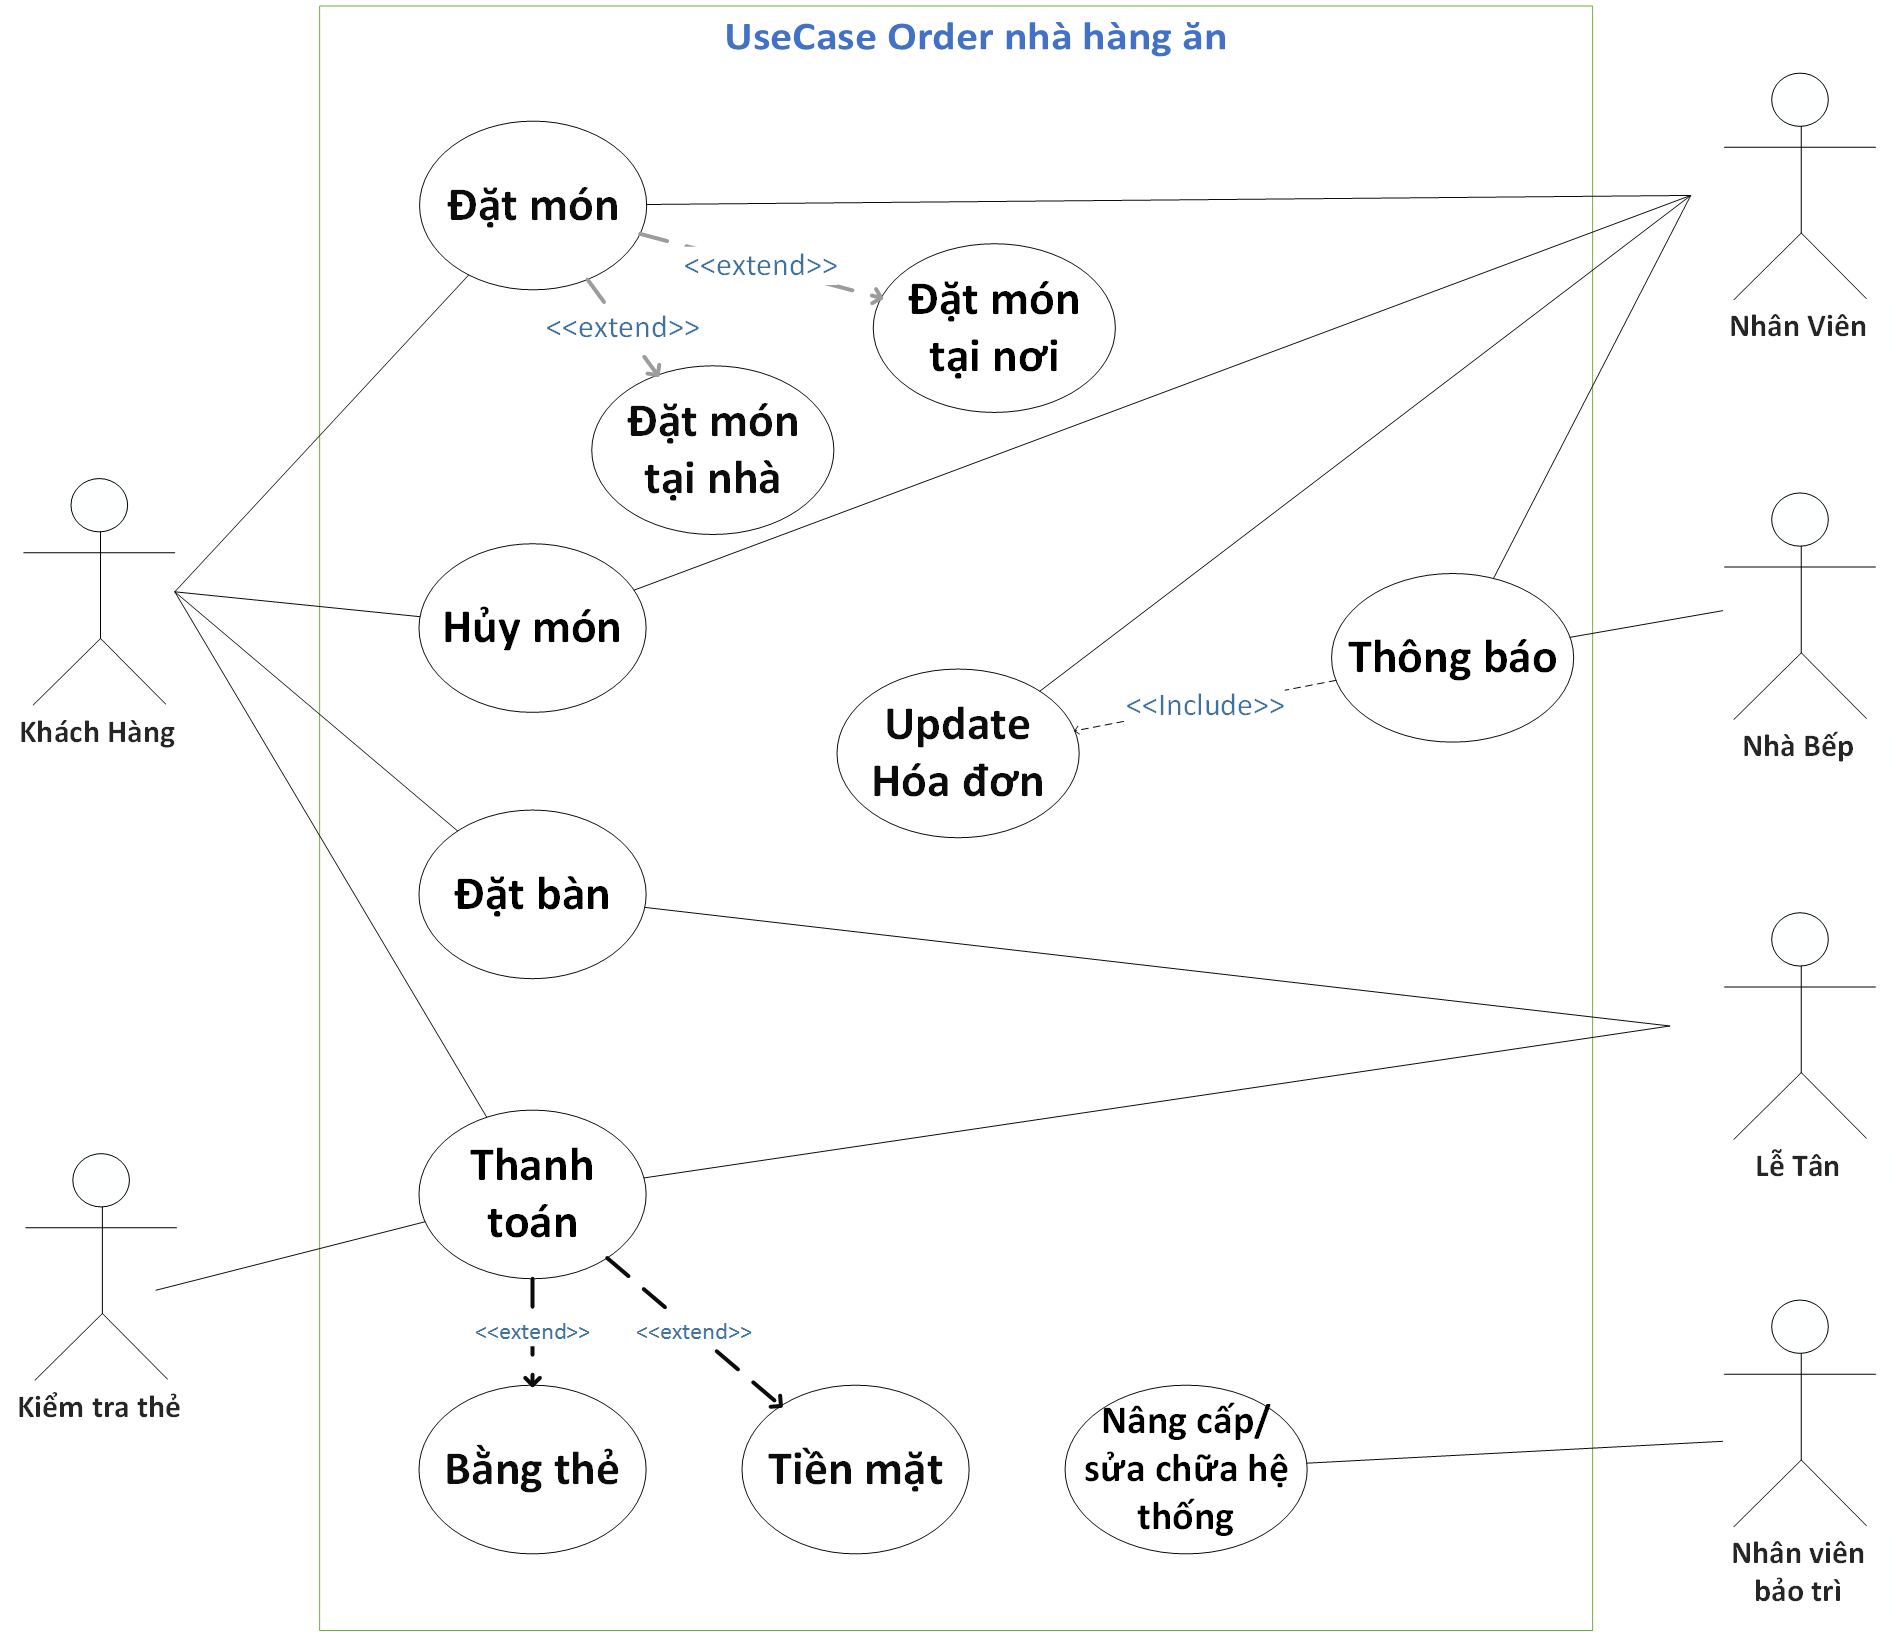 UseCase Order nhà hàng ăn
Đặt món
<<extend>>
<<extend>>
Đặt món
tại nơi
Đặt món
tại nhà
Nhân Viên
Khách Hàng
Hủy món
Thông báo
<<Include>>
Update
Hóa đơn
Nhà Bếp
Đặt bàn
Lễ Tân
Thanh
toán
Kiểm tra thẻ
<<extend>>
<<extend>>
Bằng thẻ
Tiền mặt
Nâng cấp/
sửa chữa hệ
thống
Nhân viên
bảo trì